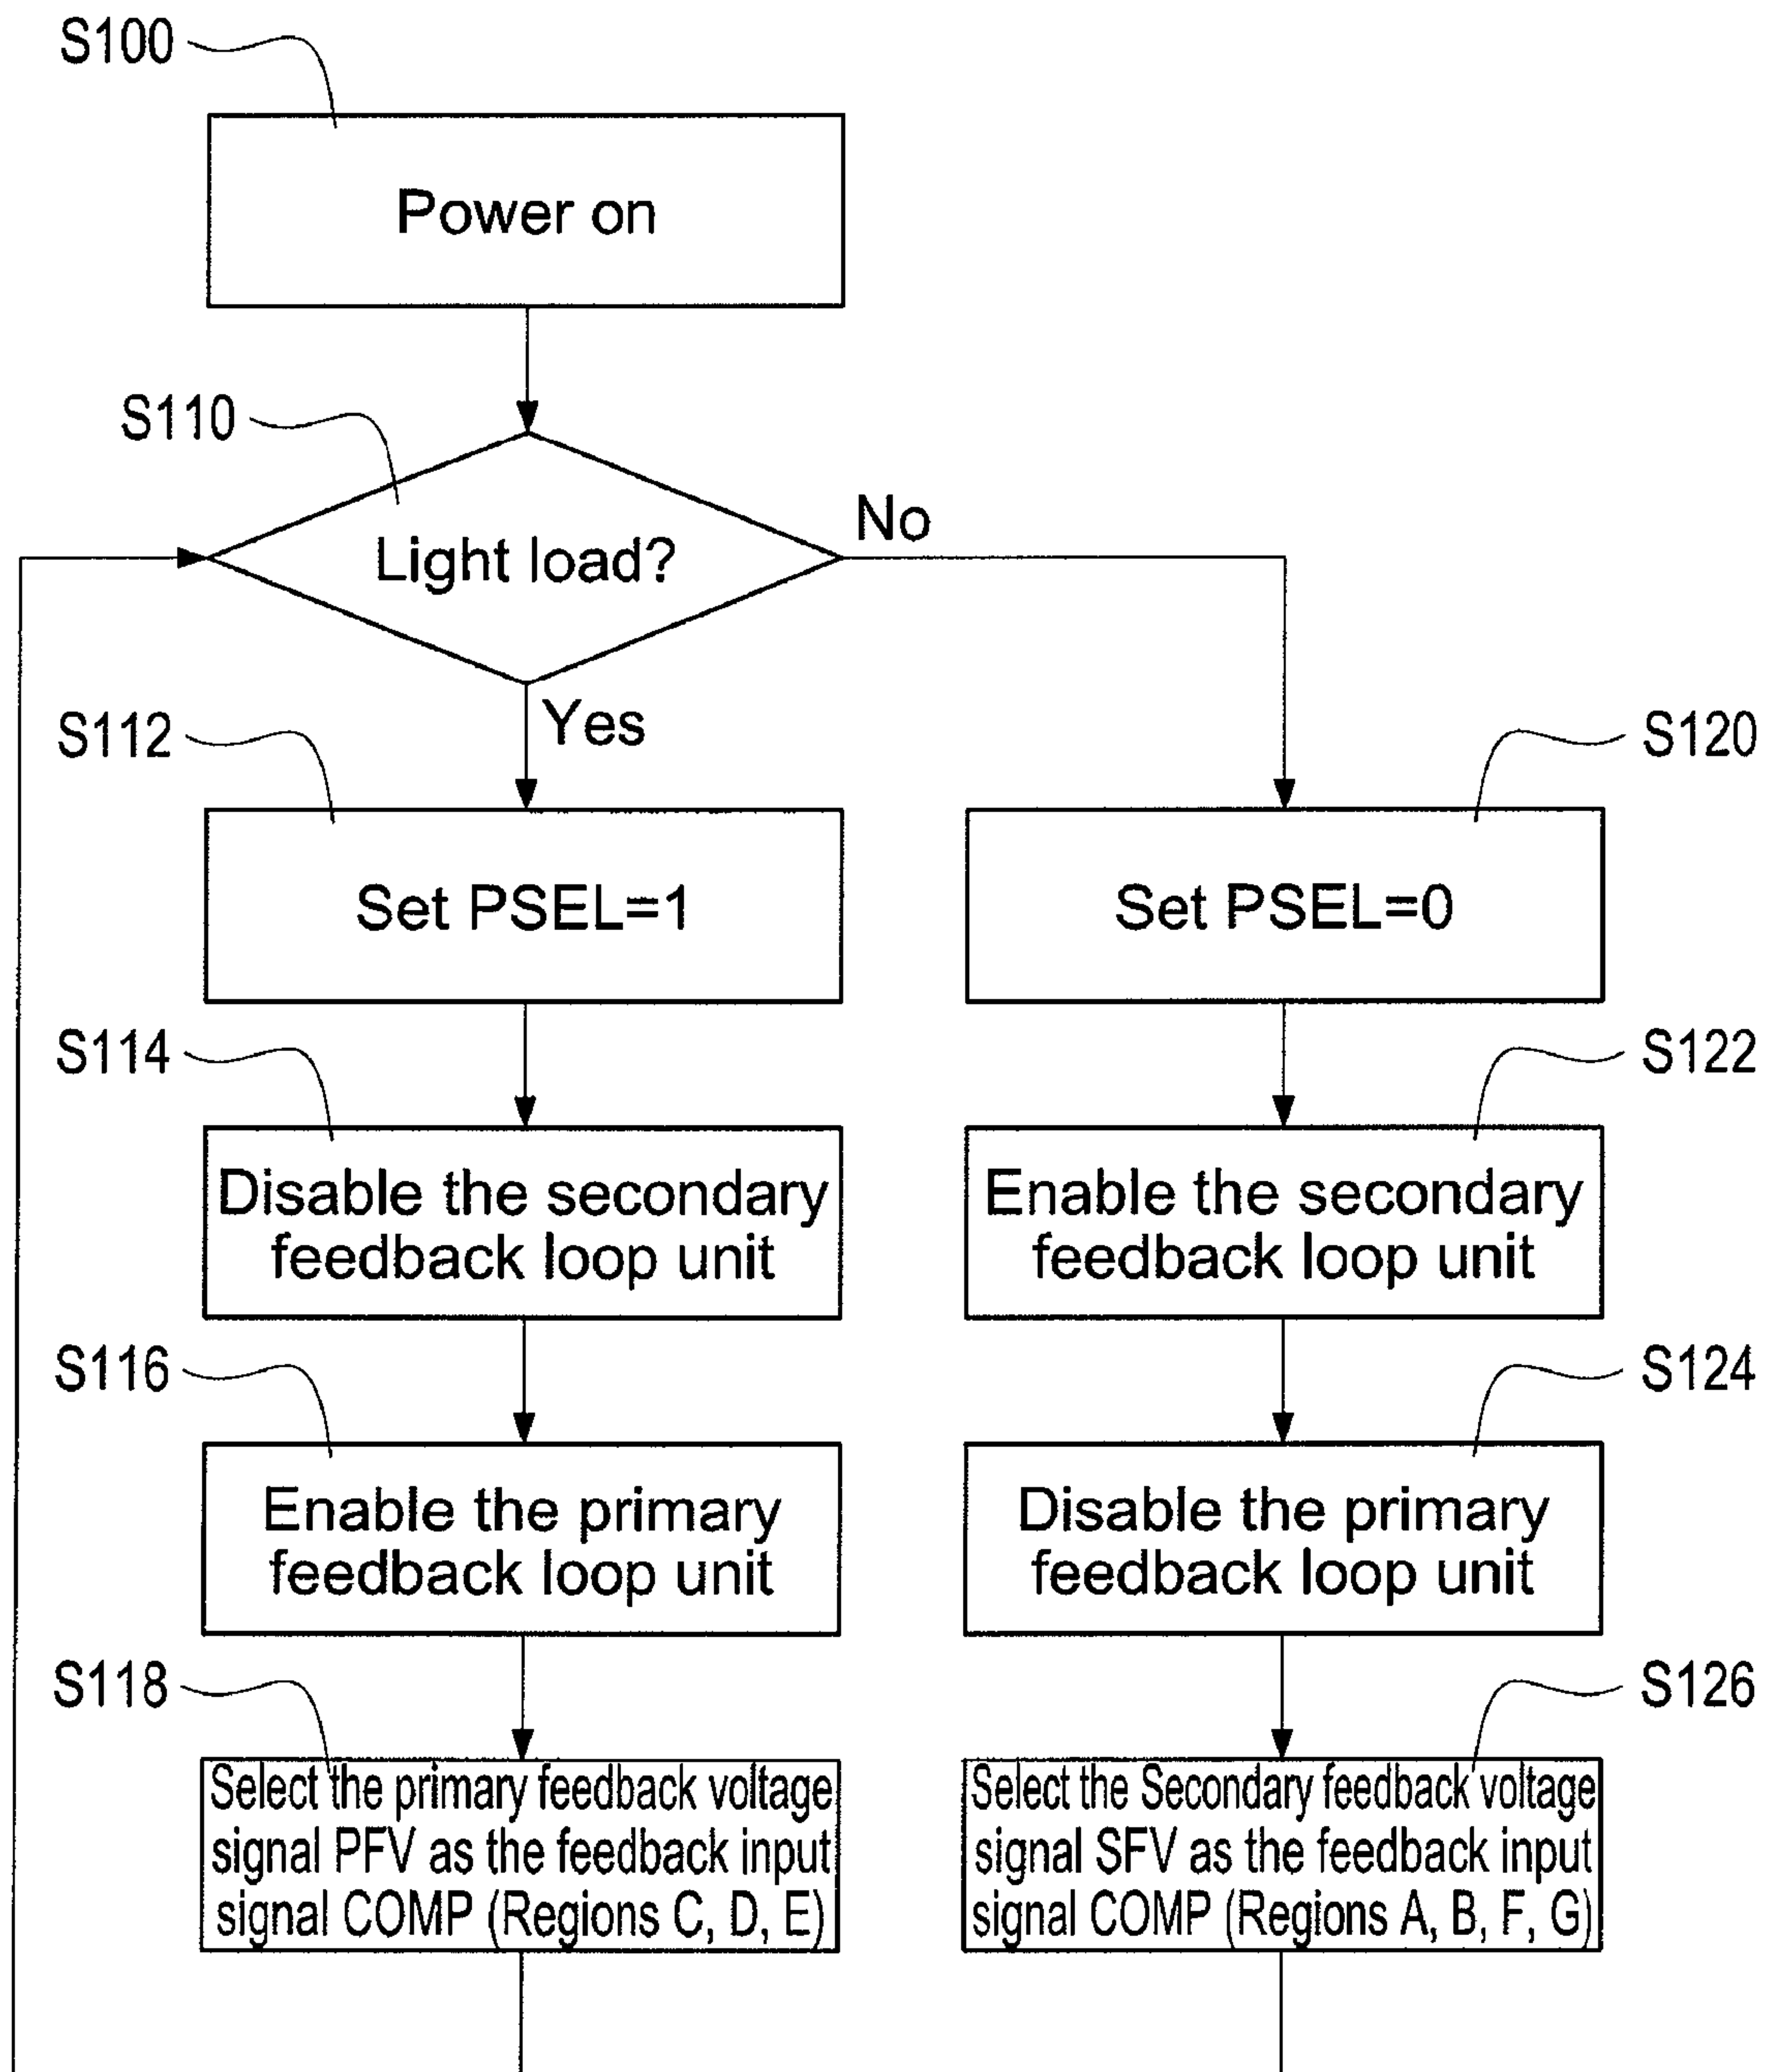 S100
Power on
S110
Light load?
No
Yes
S112
Set PSEL=1
S120
Set PSEL=0
S114
Disable the secondary
feedback loop unit
S122
Enable the secondary
feedback loop unit
S116
Enable the primary
feedback loop unit
S124
Disable the primary
feedback loop unit
S118
Select the primary feedback voltage
signal PFV as the feedback input
signal COMP (Regions C, D, E)
S126
Select the Secondary feedback voltage
signal SFV as the feedback input
signal COMP (Regions A, B, F, G)